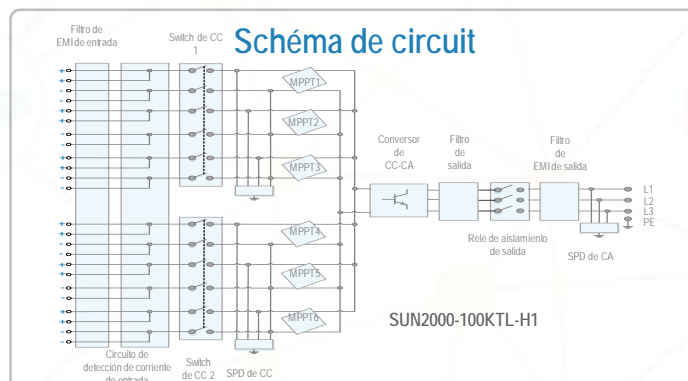 Schéma de circuit
Filtro de
EMI de entrada
Switch de CC
1
+
+
-
-
+
+
-
-
+
+
-
-
MPPT1
MPPT2
MPPT3
Conversor
de
CC-CA
Filtro
de
salida
Filtro
de
EMI de salida
L1
L2
L3
PE
Relé de aislamiento
de salida
SPD de CA
+
+
-
-
+
+
-
-
+
+
-
-
MPPT4
MPPT5
MPPT6
SUN2000-100KTL-H1
Circuito de
detección de corriente
de entrada
Switch
de CC 2
SPD de CC